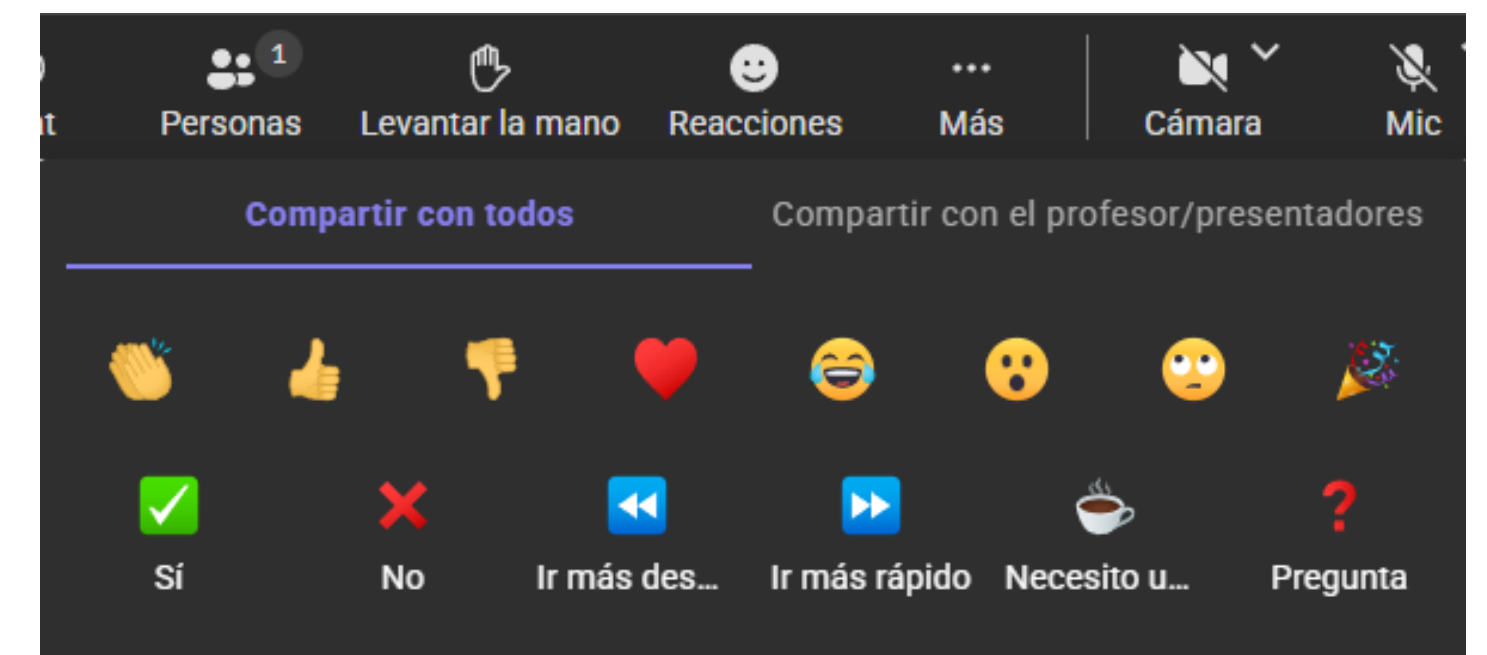 1
at Personas Levantar la mano Reacciones Más Cámara Mic
Compartir con todos Compartir con el profesor/presentadores
Sí No Ir más des... Ir más rápido Necesito u... Pregunta